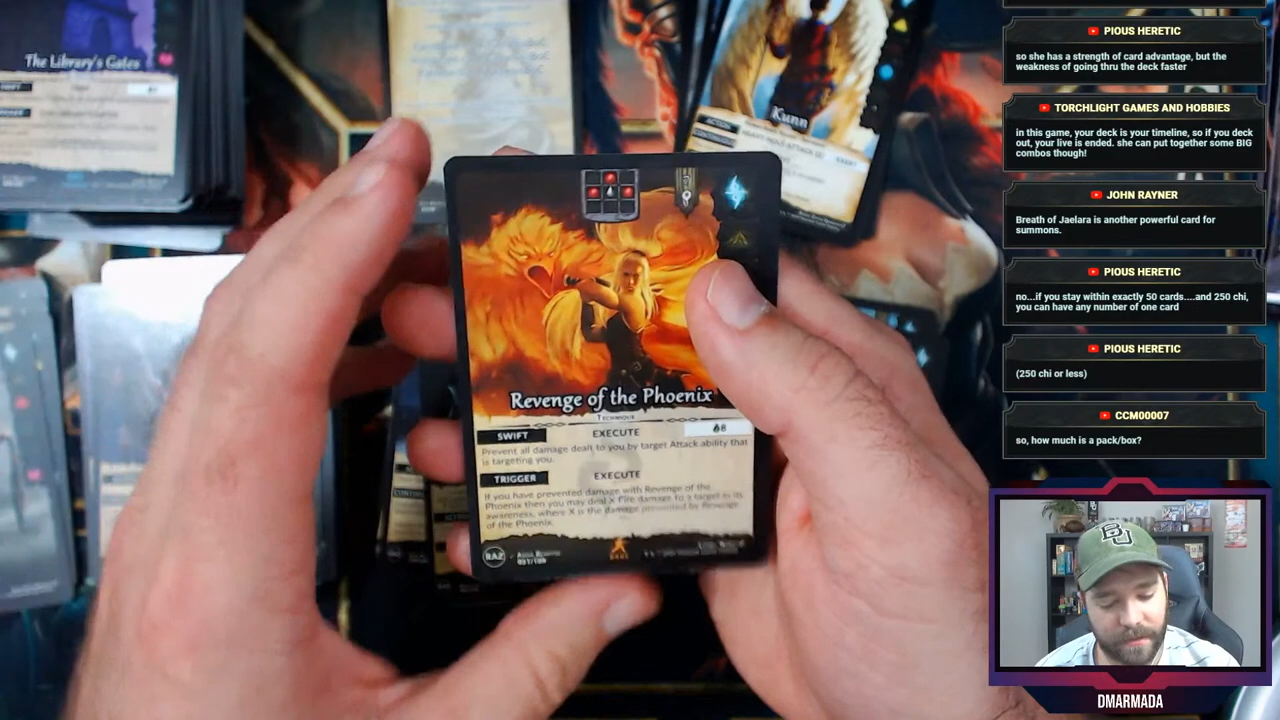 The Library's Gates
Kunn
ACTION
Revenge of the Phoenix
TECHNIQUE
SWIFT
EXECUTE
8
Prevent all damage dealt to you by target Attack ability that
is targeting you.
TRIGGER
EXECUTE
If you have prevented damage with Revenge of the
Phoenix then you may deal X Fire damage to a target in its
awareness, where X is the damage prevented by Revenge
of the Phoenix.
RA2
PIOUS HERETIC
so she has a strength of card advantage, but the
weakness of going thru the deck faster
TORCHLIGHT GAMES AND HOBBIES
in this game, your deck is your timeline, so if you deck
out, your live is ended. she can put together some BIG
combos though!
JOHN RAYNER
Breath of Jaelara is another powerful card for
summons.
PIOUS HERETIC
no...if you stay within exactly 50 cards....and 250 chi,
you can have any number of one card
PIOUS HERETIC
(250 chi or less)
CCM00007
so, how much is a pack/box?
BU
DMARMADA